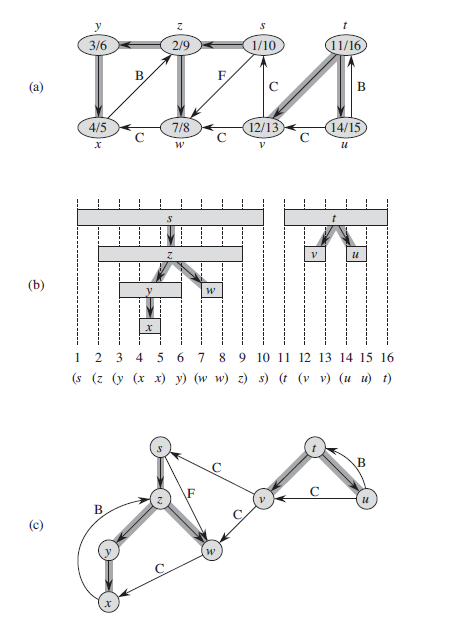 y z s t
3/6 2/9 1/10 11/16
B F C B
(a)
4/5 7/8 12/13 14/15
C C C
x w v u
s t
z v u
(b)
y w
x
1 2 3 4 5 6 7 8 9 10 11 12 13 14 15 16
(s (z (y (x x) y) (w w) z) s) (t (v v) (u u) t)
s t
C B
z F v C u
B C
(c)
y w
C
x